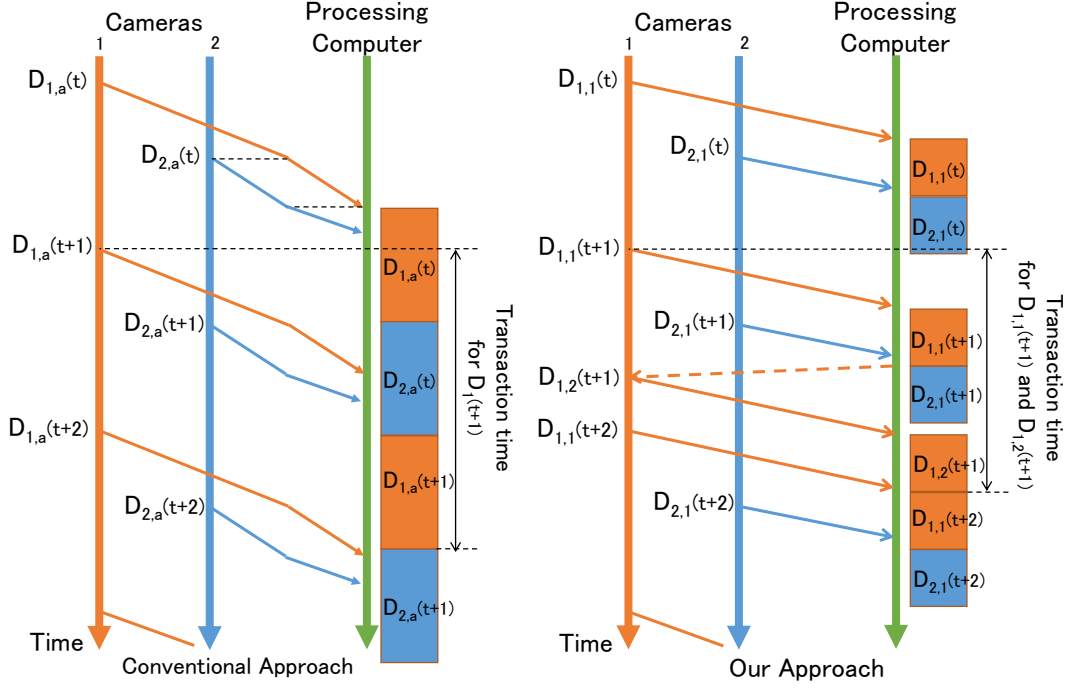 Cameras
1
2
Processing
Computer
D1,a(t)
D2,a(t)
D1,a(t+1)
D2,a(t+1)
D1,a(t+2)
D2,a(t+2)
D1,a(t)
D2,a(t)
D1,a(t+1)
D2,a(t+1)
Transaction time
for D1(t+1)
Time
Conventional Approach
Cameras
1
2
Processing
Computer
D1,1(t)
D2,1(t)
D1,1(t+1)
D2,1(t+1)
D1,2(t+1)
D1,1(t+2)
D2,1(t+2)
D1,1(t)
D2,1(t)
D1,1(t+1)
D2,1(t+1)
D1,2(t+1)
D1,1(t+2)
D2,1(t+2)
Transaction time
for D1,1(t+1) and D1,2(t+1)
Time
Our Approach